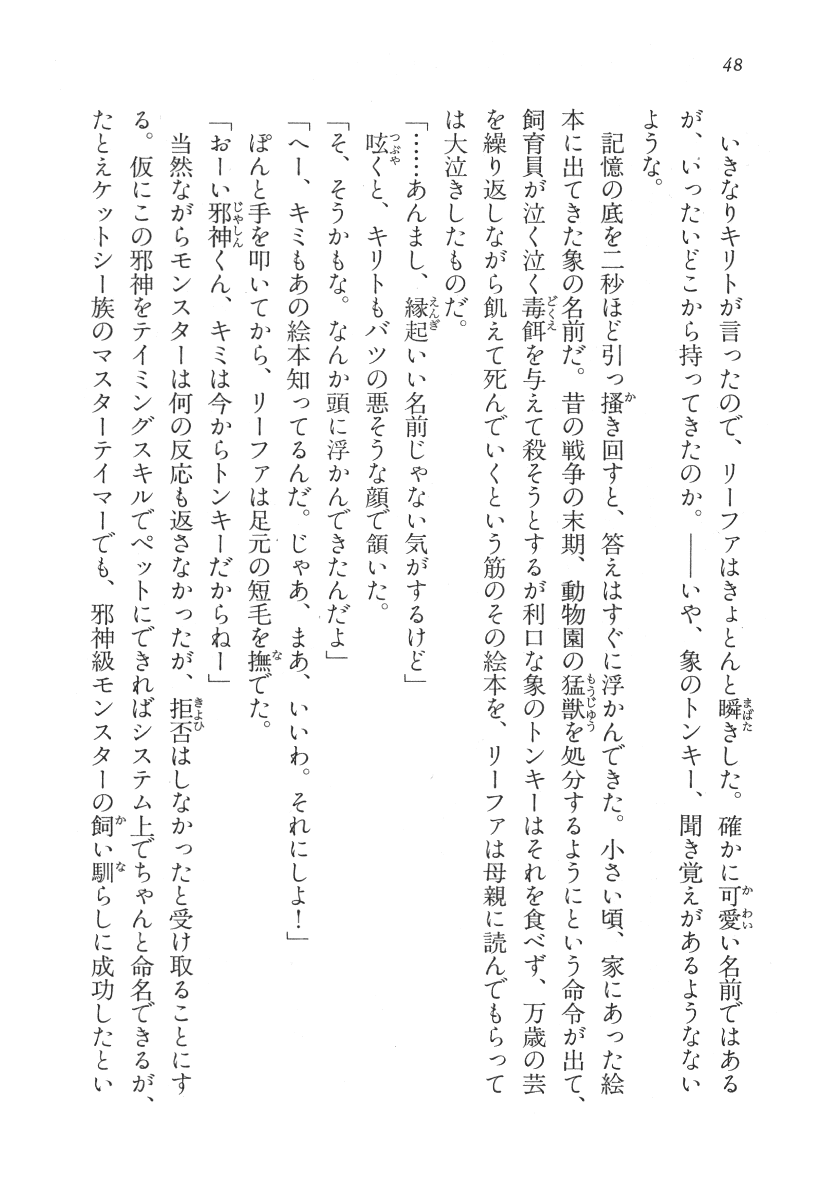 48
いきなりキリトが言ったので、リーファはきょとんと瞬きした。確かに可愛い名前ではある
が、いったいどこから持ってきたのか。――いや、象のトンキー、聞き覚えがあるようなない
ような。
記憶の底を二秒ほど引っ搔き回すと、答えはすぐに浮かんできた。小さい頃、家にあった絵
本に出てきた象の名前だ。昔の戦争の末期、動物園の猛獣を処分するようにという命令が出て、
飼育員が泣く泣く毒餌を与えて殺そうとするが利口な象のトンキーはそれを食べず、万歳の芸
を繰り返しながら飢えて死んでいくという筋のその絵本を、リーファは母親に読んでもらって
は大泣きしたものだ。
「……あんまし、縁起いい名前じゃない気がするけど」
呟くと、キリトもバツの悪そうな顔で頷いた。
「そ、そうかもな。なんか頭に浮かんできたんだよ」
「へー、キミもあの絵本知ってるんだ。じゃあ、まあ、いいわ。それにしよ！」
ぽんと手を叩いてから、リーファは足元の短毛を撫でた。
「おーい邪神くん、キミは今からトンキーだからねー」
当然ながらモンスターは何の反応も返さなかったが、拒否はしなかったと受け取ることにす
る。仮にこの邪神をテイミングスキルでペットにできればシステム上でちゃんと命名できるが、
たとえケットシー族のマスターテイマーでも、邪神級モンスターの飼い馴らしに成功したとい